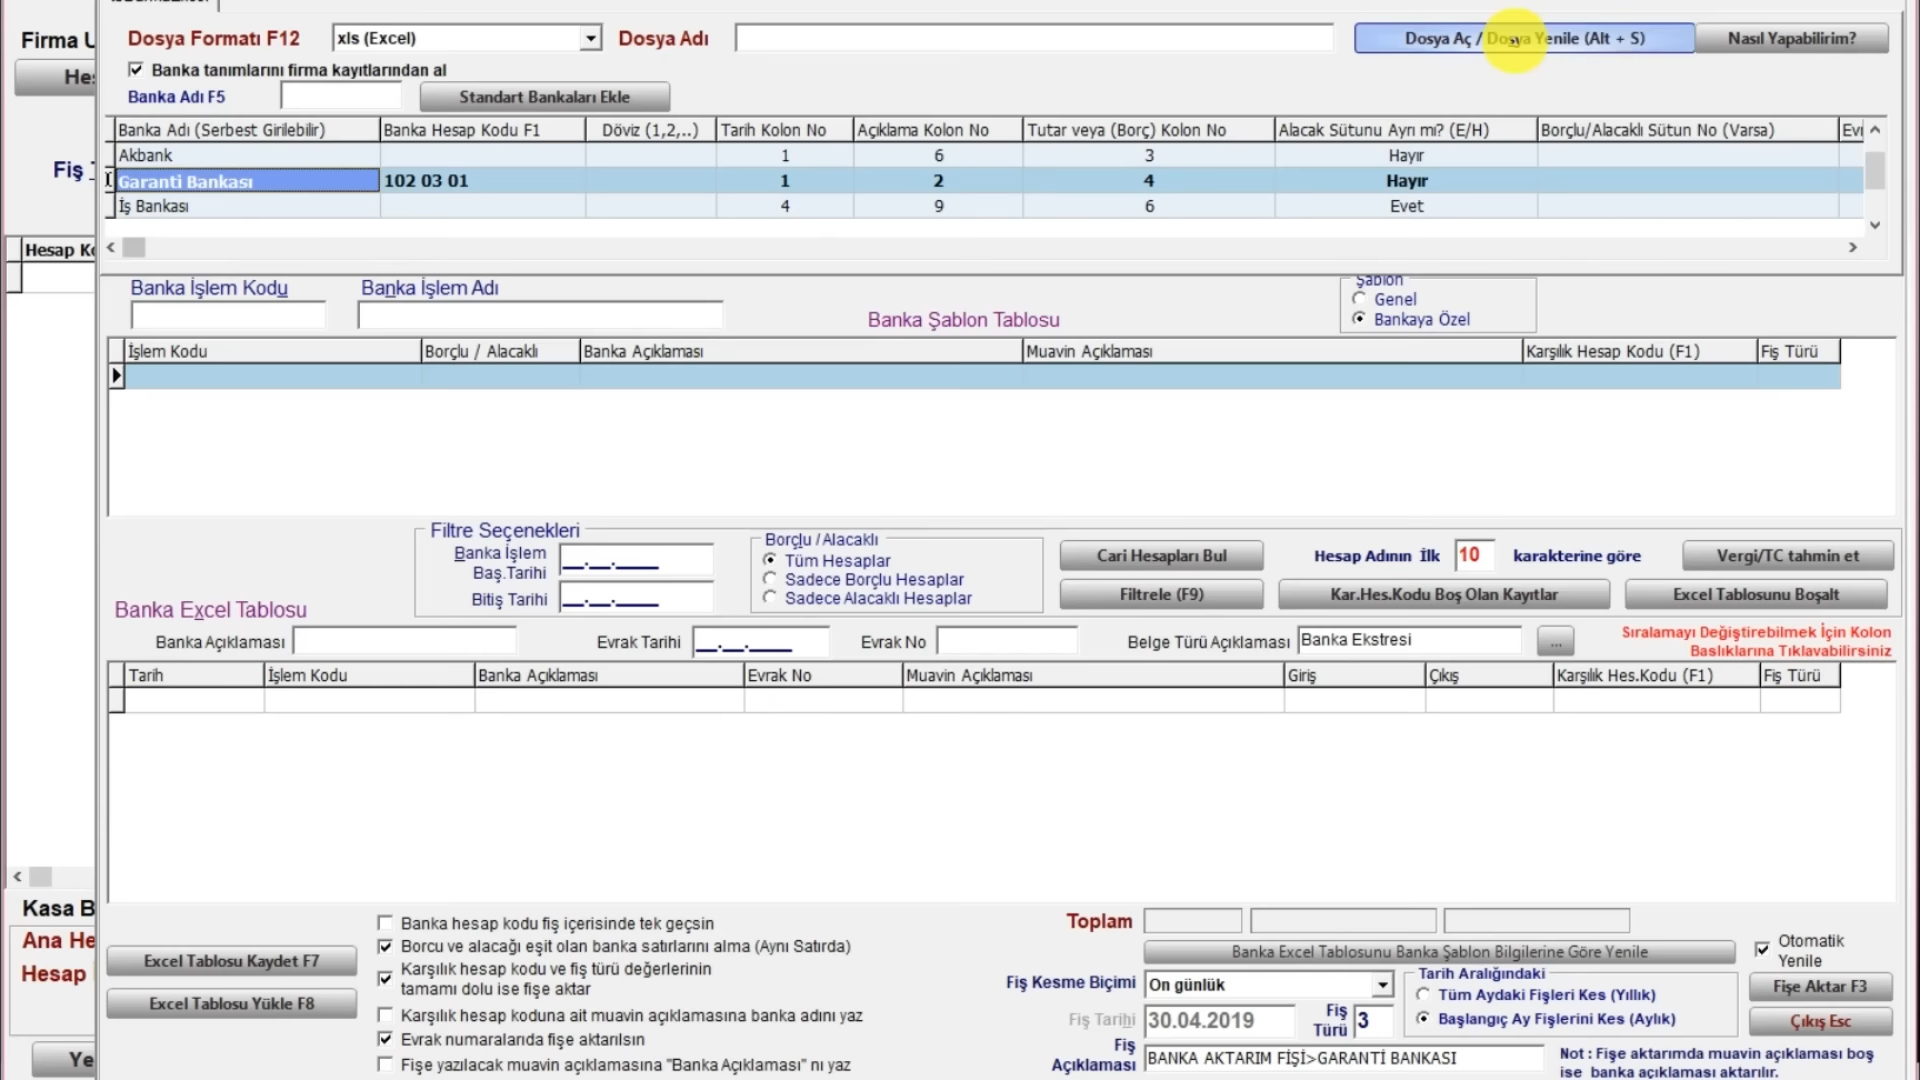 Firma U
Dosya Formatı F12
xls (Excel)
Dosya Adı
Dosya Aç / Dosya Yenile (Alt + S)
Nasıl Yapabilirim?
Hes
Banka tanımlarını firma kayıtlarından al
Banka Adı F5
Standart Bankaları Ekle
Banka Adı (Serbest Girilebilir) Banka Hesap Kodu F1 Döviz (1,2,..) Tarih Kolon No Açıklama Kolon No Tutar veya (Borç) Kolon No Alacak Sütunu Ayrı mı? (E/H) Borçlu/Alacaklı Sütun No (Varsa) Evr
Akbank 1 6 3 Hayır
Fiş
Garanti Bankası 102 03 01 1 2 4 Hayır
İş Bankası 4 9 6 Evet
Hesap Ko
Banka İşlem Kodu
Banka İşlem Adı
Banka Şablon Tablosu
Şablon
Genel
Bankaya Özel
İşlem Kodu Borçlu / Alacaklı Banka Açıklaması Muavin Açıklaması Karşılık Hesap Kodu (F1) Fiş Türü
Filtre Seçenekleri
Banka İşlem
Baş.Tarihi
__.__.____
Bitiş Tarihi
__.__.____
Borçlu /Alacaklı
Tüm Hesaplar
Sadece Borçlu Hesaplar
Sadece Alacaklı Hesaplar
Cari Hesapları Bul
Hesap Adının İlk 10 karakterine göre
Vergi/TC tahmin et
Filtrele (F9)
Kar.Hes.Kodu Boş Olan Kayıtlar
Excel Tablosunu Boşalt
Banka Excel Tablosu
Banka Açıklaması
Evrak Tarihi __.__.____
Evrak No
Belge Türü Açıklaması Banka Ekstresi ...
Sıralamayı Değiştirebilmek İçin Kolon
Başlıklarına Tıklayabilirsiniz
Tarih İşlem Kodu Banka Açıklaması Evrak No Muavin Açıklaması Giriş Çıkış Karşılık Hes.Kodu (F1) Fiş Türü
Kasa B
Ana He
Hesap
Ye
Excel Tablosu Kaydet F7
Excel Tablosu Yükle F8
Banka hesap kodu fiş içerisinde tek geçsin
Borcu ve alacağı eşit olan banka satırlarını alma (Aynı Satırda)
Karşılık hesap kodu ve fiş türü değerlerinin
tamamı dolu ise fişe aktar
Karşılık hesap koduna ait muavin açıklamasına banka adını yaz
Evrak numaralarıda fişe aktarılsın
Fişe yazılacak muavin açıklamasına "Banka Açıklaması" nı yaz
Toplam
Banka Excel Tablosunu Banka Şablon Bilgilerine Göre Yenile
Otomatik
Yenile
Fiş Kesme Biçimi On günlük
Tarih Aralığındaki
Tüm Aydaki Fişleri Kes (Yıllık)
Başlangıç Ay Fişlerini Kes (Aylık)
Fişe Aktar F3
Çıkış Esc
Fiş Tarihi 30.04.2019
Fiş
Türü 3
Fiş
Açıklaması BANKA AKTARIM FİŞİ>GARANTİ BANKASI
Not : Fişe aktarımda muavin açıklaması boş
ise banka açıklaması aktarılır.